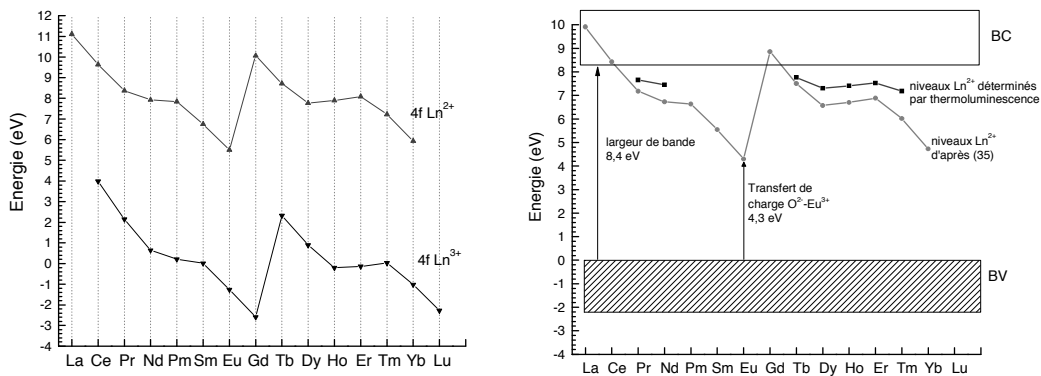 12
11
10
9
8
7
6
5
4
3
2
1
0
-1
-2
-3
-4
Energie (eV)
4f Ln²⁺
4f Ln³⁺
La Ce Pr Nd Pm Sm Eu Gd Tb Dy Ho Er Tm Yb Lu
10
9
8
7
6
5
4
3
2
1
0
-1
-2
-3
-4
Energie (eV)
BC
niveaux Ln²⁺ déterminés
par thermoluminescence
largeur de bande
8,4 eV
niveaux Ln²⁺
d'après (35)
Transfert de
charge O²⁻-Eu³⁺
4,3 eV
BV
La Ce Pr Nd Pm Sm Eu Gd Tb Dy Ho Er Tm Yb Lu